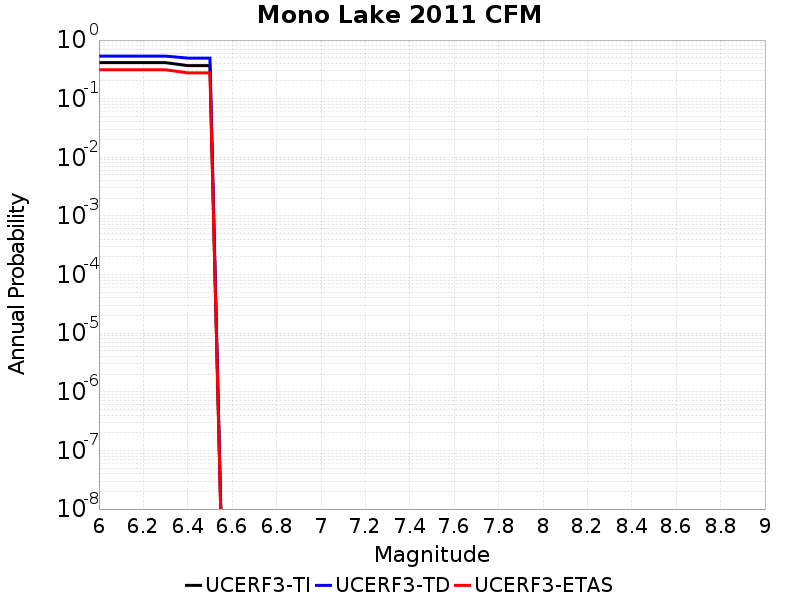 Mono Lake 2011 CFM
Annual Probability
10^0
10^-1
10^-2
10^-3
10^-4
10^-5
10^-6
10^-7
10^-8
6 6.2 6.4 6.6 6.8 7 7.2 7.4 7.6 7.8 8 8.2 8.4 8.6 8.8 9
Magnitude
UCERF3-TI UCERF3-TD UCERF3-ETAS